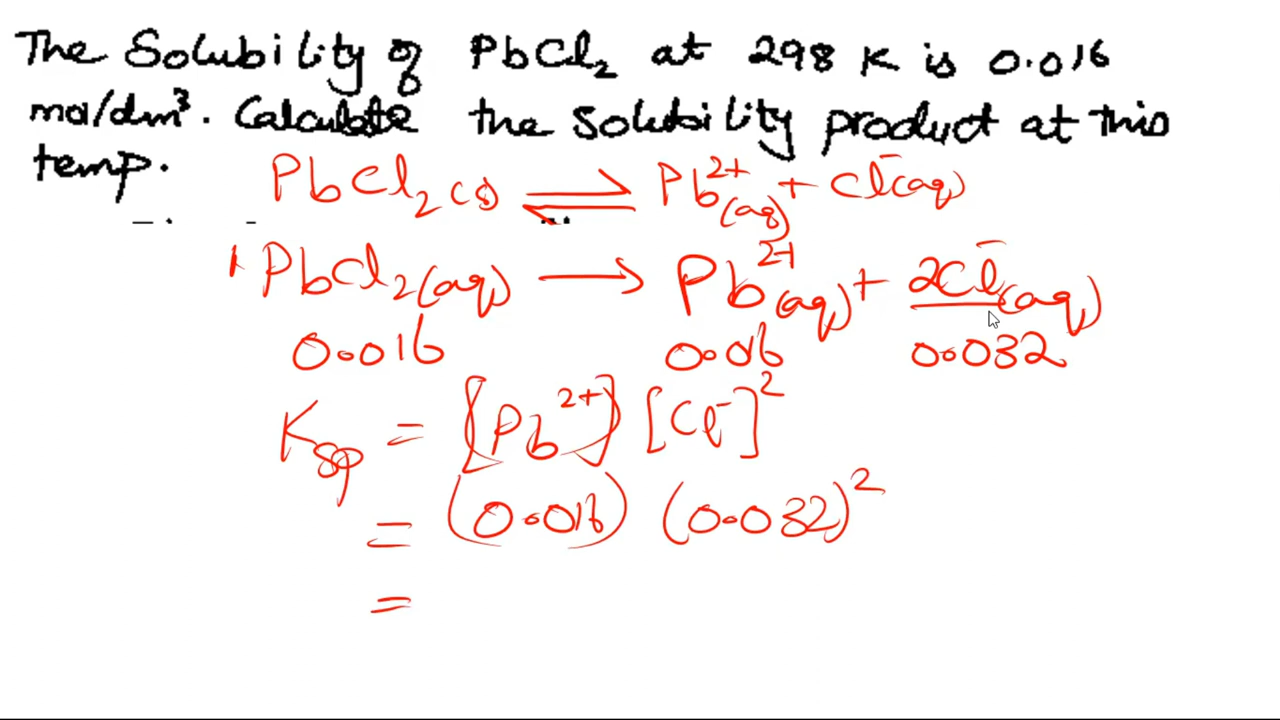 The Solubility of PbCl₂ at 298 K is 0.016
mol/dm³. Calculate the solubility product at this
temp.
PbCl₂(s) ⇌ Pb²⁺(aq) + Cl⁻(aq)
1 PbCl₂(aq) → Pb²⁺(aq) + 2Cl⁻(aq)
0.016 0.016 0.032
Ksp = [Pb²⁺] [Cl⁻]²
= (0.016) (0.032)²
=